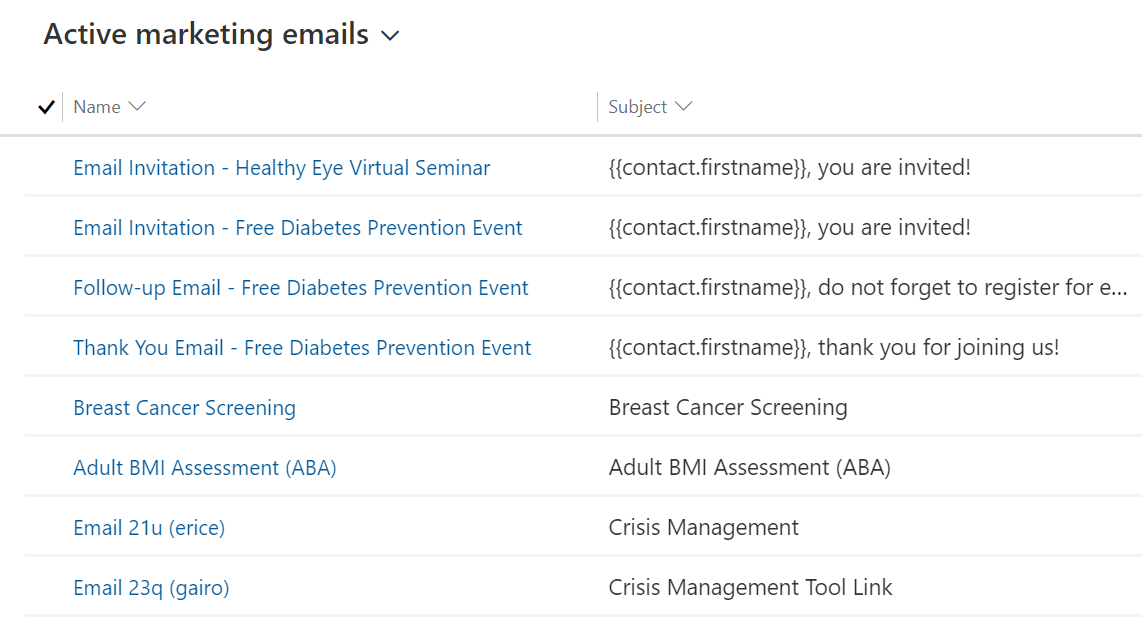 Active marketing emails
Name Subject
Email Invitation - Healthy Eye Virtual Seminar {{contact.firstname}}, you are invited!
Email Invitation - Free Diabetes Prevention Event {{contact.firstname}}, you are invited!
Follow-up Email - Free Diabetes Prevention Event {{contact.firstname}}, do not forget to register for e...
Thank You Email - Free Diabetes Prevention Event {{contact.firstname}}, thank you for joining us!
Breast Cancer Screening Breast Cancer Screening
Adult BMI Assessment (ABA) Adult BMI Assessment (ABA)
Email 21u (erice) Crisis Management
Email 23q (gairo) Crisis Management Tool Link